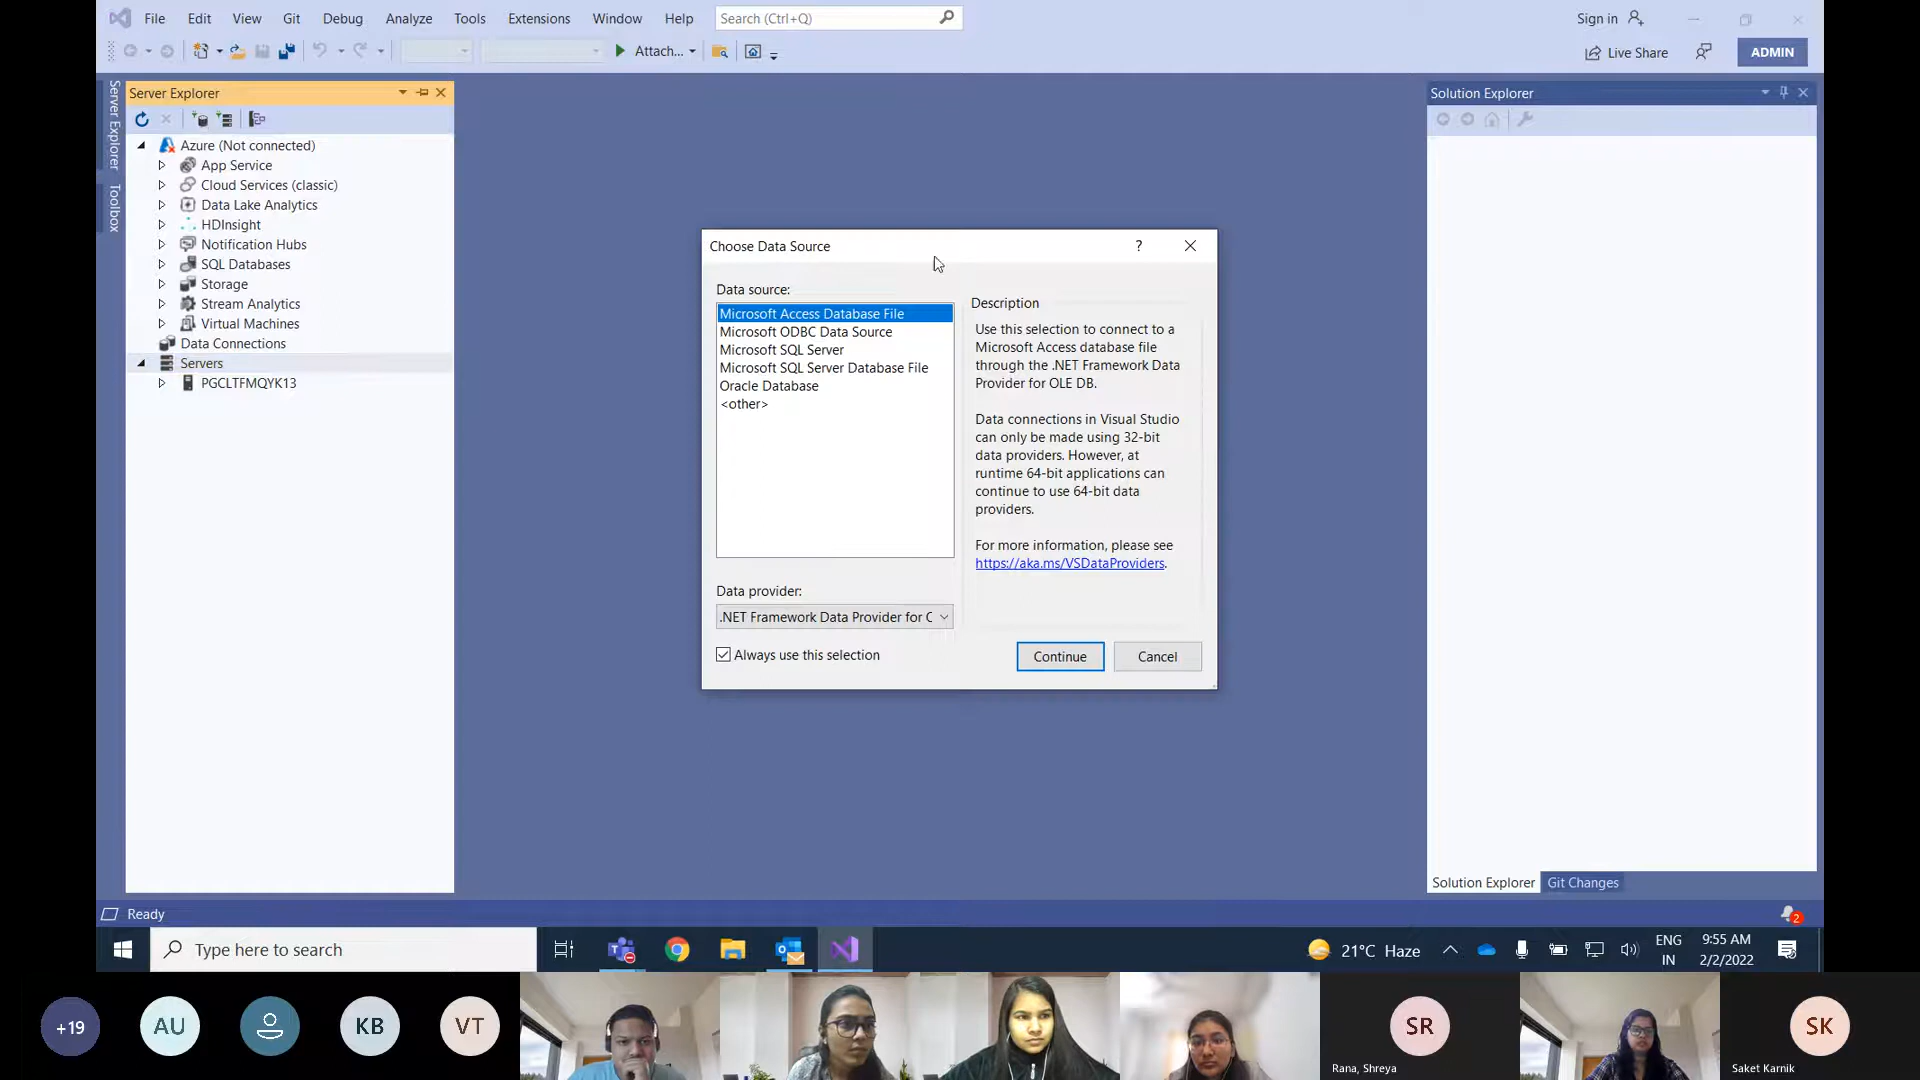 File Edit View Git Debug Analyze Tools Extensions Window Help Search (Ctrl+Q) Sign in
Attach... Live Share ADMIN
Server Explorer
Toolbox
Server Explorer
Azure (Not connected)
App Service
Cloud Services (classic)
Data Lake Analytics
HDInsight
Notification Hubs
SQL Databases
Storage
Stream Analytics
Virtual Machines
Data Connections
Servers
PGCLTFMQYK13
Choose Data Source ?
Data source:
Microsoft Access Database File
Microsoft ODBC Data Source
Microsoft SQL Server
Microsoft SQL Server Database File
Oracle Database
<other>
Data provider:
.NET Framework Data Provider for O
Always use this selection
Description
Use this selection to connect to a
Microsoft Access database file
through the .NET Framework Data
Provider for OLE DB.
Data connections in Visual Studio
can only be made using 32-bit
data providers. However, at
runtime 64-bit applications can
continue to use 64-bit data
providers.
For more information, please see
https://aka.ms/VSDataProviders.
Continue Cancel
Solution Explorer
Solution Explorer Git Changes
Ready 2
Type here to search
21°C Haze
ENG
IN
9:55 AM
2/2/2022
+19 AU KB VT SR SK
Rana, Shreya Saket Karnik